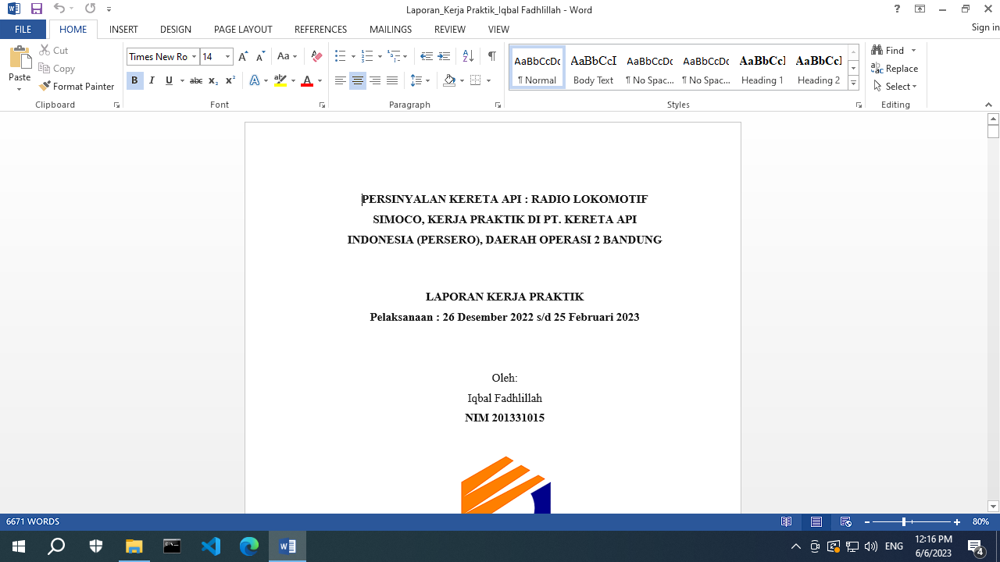 Laporan_Kerja Praktik_Iqbal Fadhlillah - Word
FILE HOME INSERT DESIGN PAGE LAYOUT REFERENCES MAILINGS REVIEW VIEW Sign in
Paste
Cut
Copy
Format Painter
Clipboard
Times New Ro 14
Aa
B I U abc x₂ x² A ab A
Font
Paragraph
AaBbCcDc AaBbCcI AaBbCcDc AaBbCcDc AaBbCcI AaBbCcI
¶ Normal Body Text ¶ No Spac... ¶ No Spac... Heading 1 Heading 2
Styles
Find
Replace
Select
Editing
PERSINYALAN KERETA API : RADIO LOKOMOTIF
SIMOCO, KERJA PRAKTIK DI PT. KERETA API
INDONESIA (PERSERO), DAERAH OPERASI 2 BANDUNG
LAPORAN KERJA PRAKTIK
Pelaksanaan : 26 Desember 2022 s/d 25 Februari 2023
Oleh:
Iqbal Fadhlillah
NIM 201331015
6671 WORDS
80%
ENG
12:16 PM
6/6/2023
4